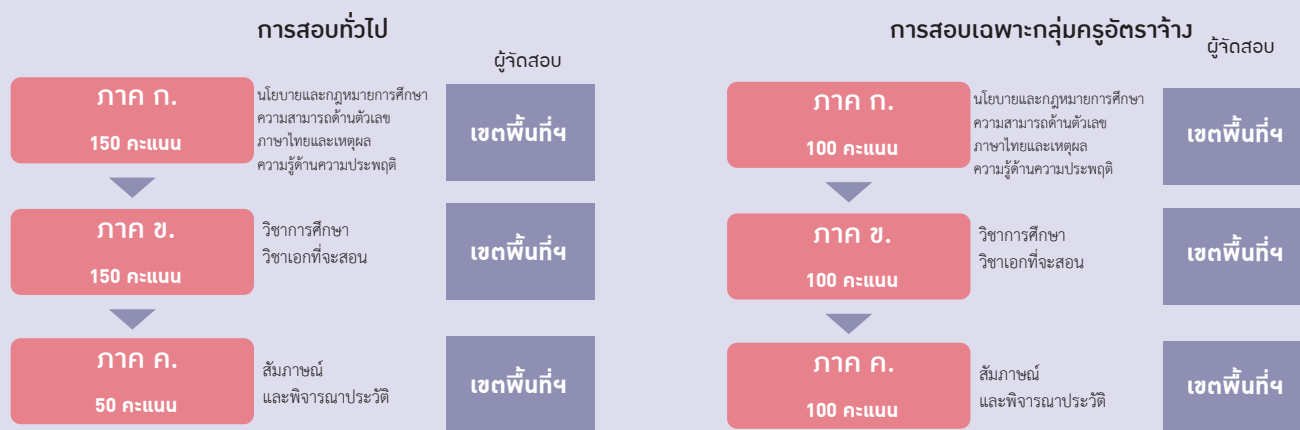 การสอบทั่วไป
ผู้จัดสอบ
ภาค ก.
150 คะแนน
นโยบายและกฎหมายการศึกษา
ความสามารถด้านตัวเลข
ภาษาไทยและเหตุผล
ความรู้ด้านความประพฤติ
เขตพื้นที่ฯ
ภาค ข.
150 คะแนน
วิชาการศึกษา
วิชาเอกที่จะสอน
เขตพื้นที่ฯ
ภาค ค.
50 คะแนน
สัมภาษณ์
และพิจารณาประวัติ
เขตพื้นที่ฯ
การสอบเฉพาะกลุ่มครูอัตราจ้าง
ผู้จัดสอบ
ภาค ก.
100 คะแนน
นโยบายและกฎหมายการศึกษา
ความสามารถด้านตัวเลข
ภาษาไทยและเหตุผล
ความรู้ด้านความประพฤติ
เขตพื้นที่ฯ
ภาค ข.
100 คะแนน
วิชาการศึกษา
วิชาเอกที่จะสอน
เขตพื้นที่ฯ
ภาค ค.
100 คะแนน
สัมภาษณ์
และพิจารณาประวัติ
เขตพื้นที่ฯ